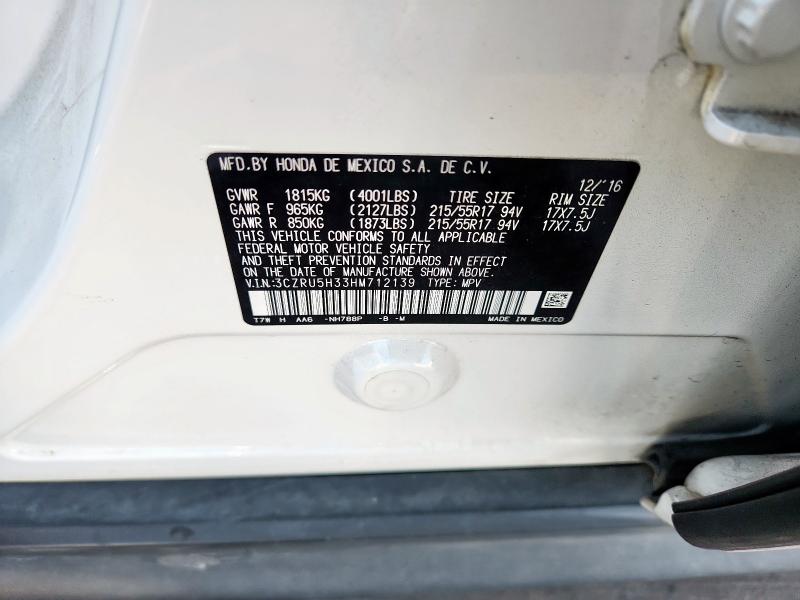 MFD.BY HONDA DE MEXICO S.A. DE C.V.
12/'16
GVWR 1815KG (4001LBS) TIRE SIZE RIM SIZE
GAWR F 965KG (2127LBS) 215/55R17 94V 17X7.5J
GAWR R 850KG (1873LBS) 215/55R17 94V 17X7.5J
THIS VEHICLE CONFORMS TO ALL APPLICABLE
FEDERAL MOTOR VEHICLE SAFETY
AND THEFT PREVENTION STANDARDS IN EFFECT
ON THE DATE OF MANUFACTURE SHOWN ABOVE.
V.I.N:3CZRU5H33HM712139 TYPE: MPV
T7W H AA6 -NH788P -B -M MADE IN MEXICO